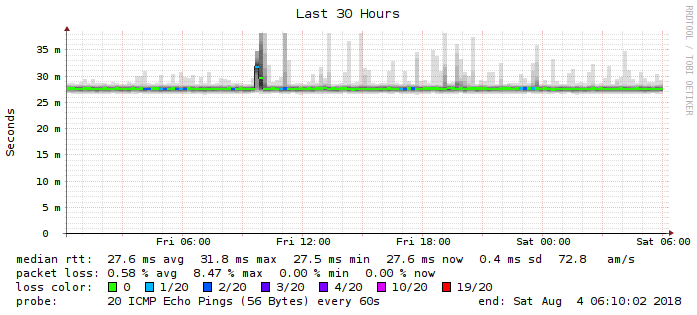 Last 30 Hours
RRDTOOL / TOBI OETIKER
Seconds
35 m
30 m
25 m
20 m
15 m
10 m
5 m
0
Fri 06:00 Fri 12:00 Fri 18:00 Sat 00:00 Sat 06:00
median rtt: 27.6 ms avg 31.8 ms max 27.5 ms min 27.6 ms now 0.4 ms sd 72.8 am/s
packet loss: 0.58 % avg 8.47 % max 0.00 % min 0.00 % now
loss color: 0 1/20 2/20 3/20 4/20 10/20 19/20
probe: 20 ICMP Echo Pings (56 Bytes) every 60s end: Sat Aug 4 06:10:02 2018